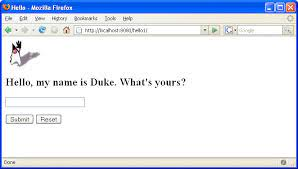 Hello - Mozilla Firefox
File Edit View History Bookmarks Tools Help
http://localhost:8080/hello1/
Google
Hello, my name is Duke. What's yours?
Submit Reset
Done